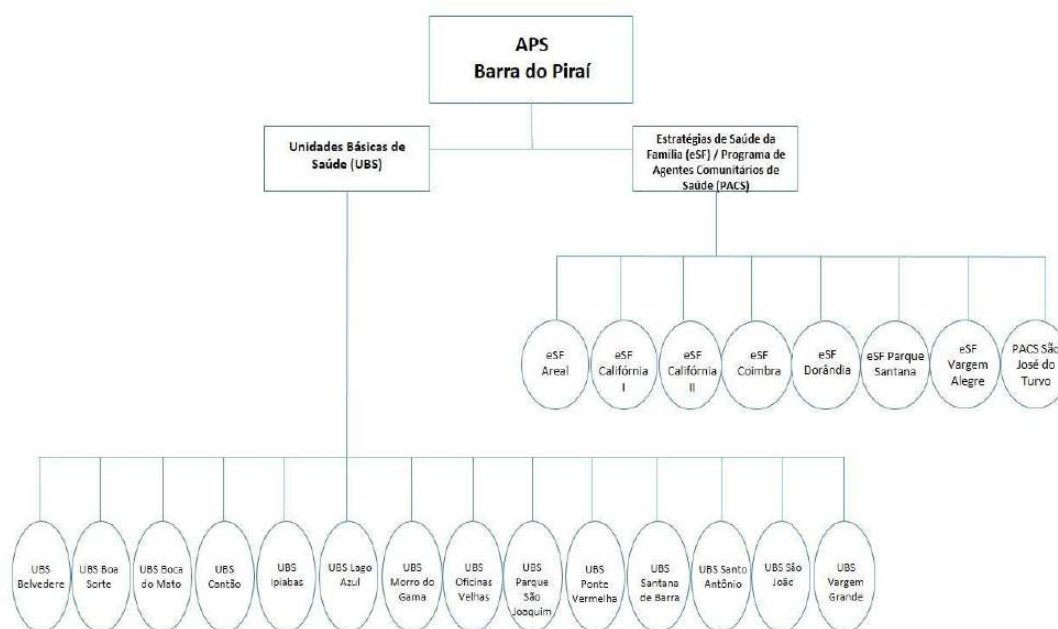 APS
Barra do Piraí
Unidades Básicas de
Saúde (UBS)
Estratégias de Saúde da
Família (eSF) / Programa de
Agentes Comunitários de
Saúde (PACS)
eSF
Areal
eSF
Califórnia
I
eSF
Califórnia
II
eSF
Coimbra
eSF
Dorândia
eSF Parque
Santana
eSF
Vargem
Alegre
PACS São
José do
Turvo
UBS
Belvedere
UBS Boa
Sorte
UBS Boca
do Mato
UBS
Cantão
UBS
Ipiabas
UBS Lago
Azul
UBS
Morro do
Gama
UBS
Oficinas
Velhas
UBS
Parque
São
Joaquim
UBS
Ponte
Vermelha
UBS
Santana
de Barra
UBS Santo
Antônio
UBS São
João
UBS
Vargem
Grande